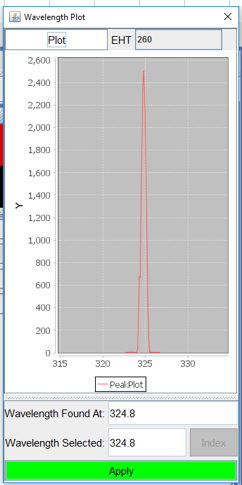 Wavelength Plot
Plot EHT 260
2,600
2,400
2,200
2,000
1,800
1,600
1,400
1,200
1,000
800
600
400
200
0
Y
315 320 325 330
Peak:Plot
Wavelength Found At: 324.8
Wavelength Selected: 324.8 Index
Apply